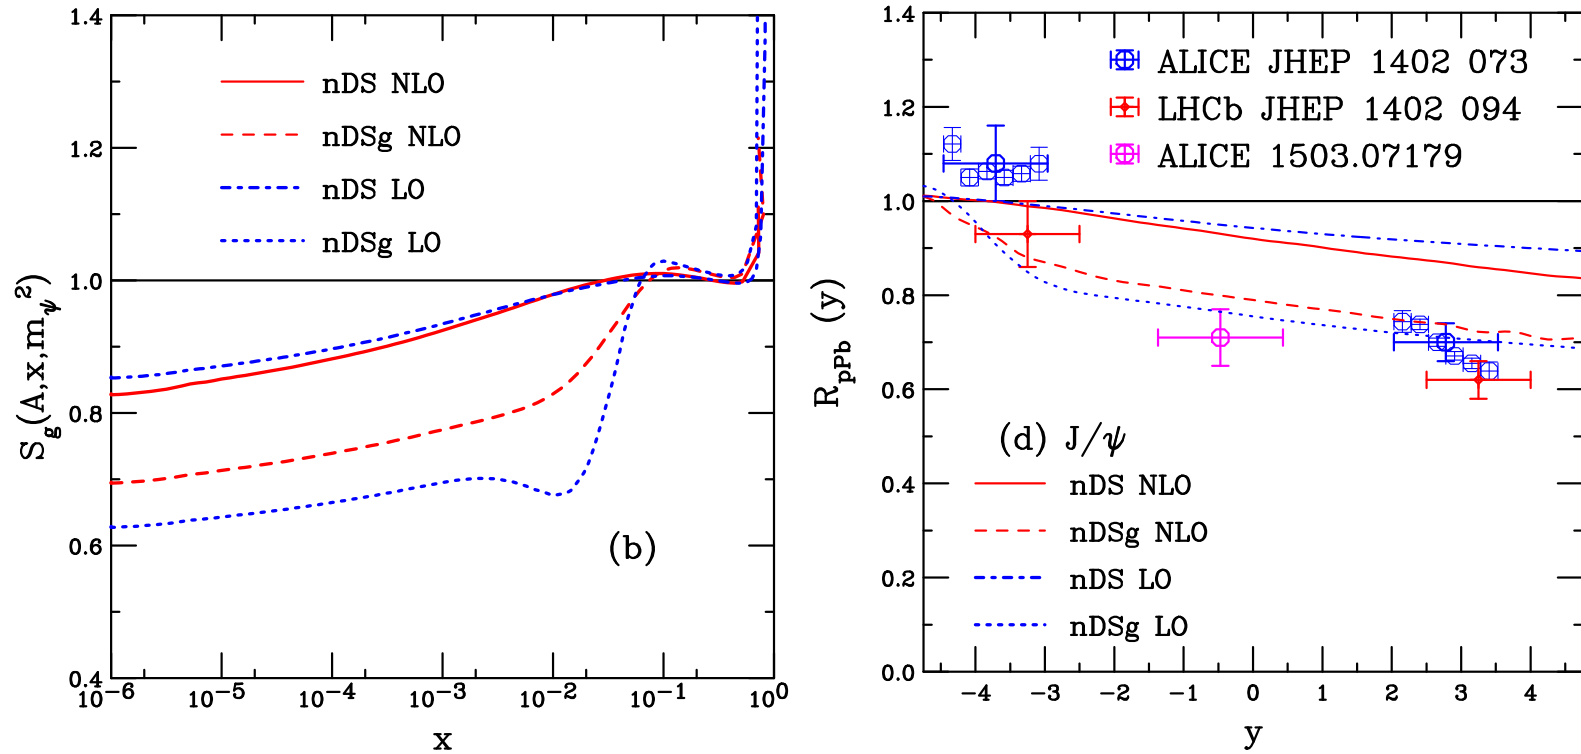 1.4
1.2
1.0
0.8
0.6
0.4
S_g(A,x,m_ψ^2)
nDS NLO
nDSg NLO
nDS LO
nDSg LO
(b)
10^-6 10^-5 10^-4 10^-3 10^-2 10^-1 10^0
x
1.4
1.2
1.0
0.8
0.6
0.4
0.2
0.0
R_pPb (y)
ALICE JHEP 1402 073
LHCb JHEP 1402 094
ALICE 1503.07179
(d) J/ψ
nDS NLO
nDSg NLO
nDS LO
nDSg LO
-4 -3 -2 -1 0 1 2 3 4
y